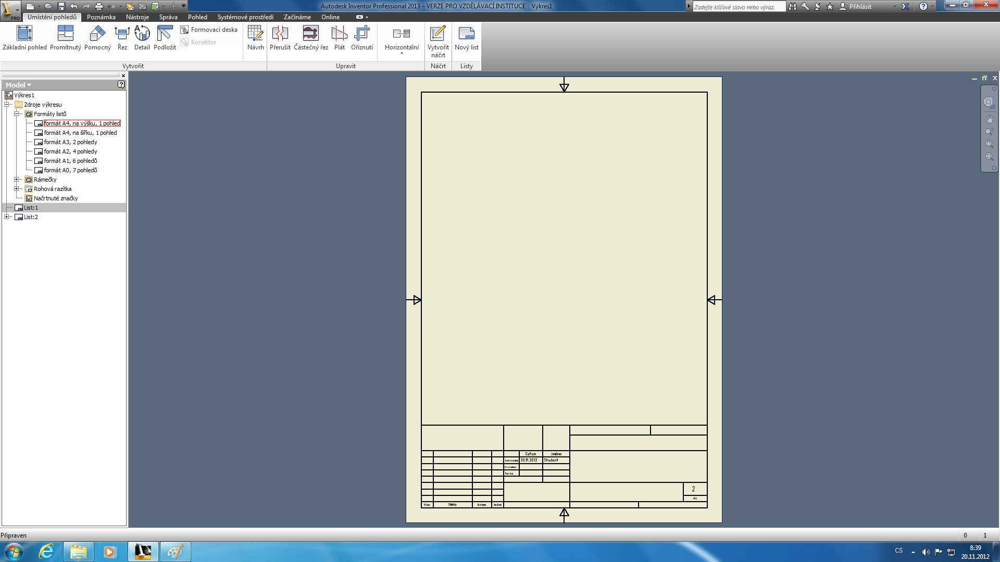 Autodesk Inventor Professional 2013 – VERZE PRO VZDĚLÁVACÍ INSTITUCE Výkres1
Zadejte klíčové slovo nebo výraz.
Přihlásit
PRO
Umístění pohledů Poznámka Nástroje Správa Pohled Systémové prostředí Začínáme Online
Základní pohled Promítnutý Pomocný Řez Detail Podložit
Formovací deska
Konektor
Návrh Přerušit Částečný řez Plát Oříznutí Horizontální
Vytvořit
náčrt
Nový list
Vytvořit Upravit Náčrt Listy
Model
Výkres1
Zdroje výkresu
Formáty listů
formát A4, na výšku, 1 pohled
formát A4, na šířku, 1 pohled
formát A3, 2 pohledy
formát A2, 4 pohledy
formát A1, 6 pohledů
formát A0, 7 pohledů
Rámečky
Rohová razítka
Načrtnuté značky
List:1
List:2
2D
Datum Jméno
20.11.2012 Student
Norma
2
A4
Stav Změny Datum Jméno
Připraven
0 1
PRO
CS
8:39
20.11.2012